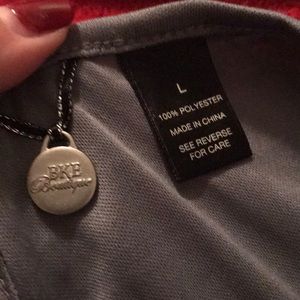 BKE
Boutique
L
100% POLYESTER
MADE IN CHINA
SEE REVERSE
FOR CARE